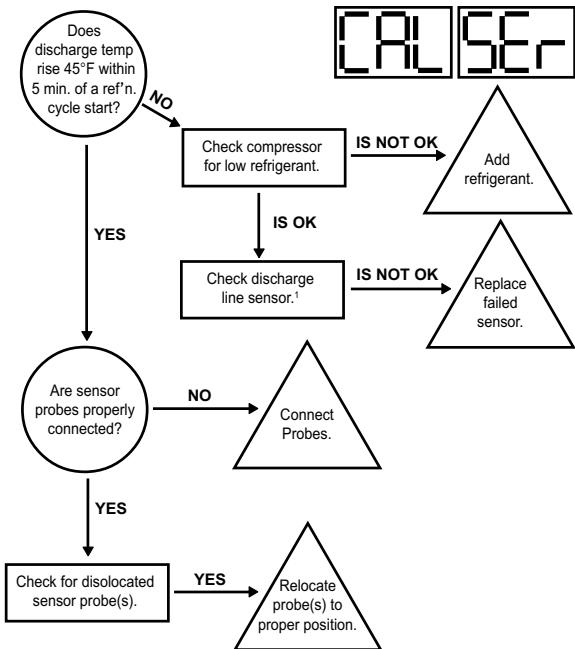 CAL SEr
Does
discharge temp
rise 45°F within
5 min. of a ref'n.
cycle start?
NO
Check compressor
for low refrigerant.
IS NOT OK
Add
refrigerant.
YES
IS OK
Check discharge
line sensor.¹
IS NOT OK
Replace
failed
sensor.
Are sensor
probes properly
connected?
NO
Connect
Probes.
YES
Check for disolocated
sensor probe(s).
YES
Relocate
probe(s) to
proper position.